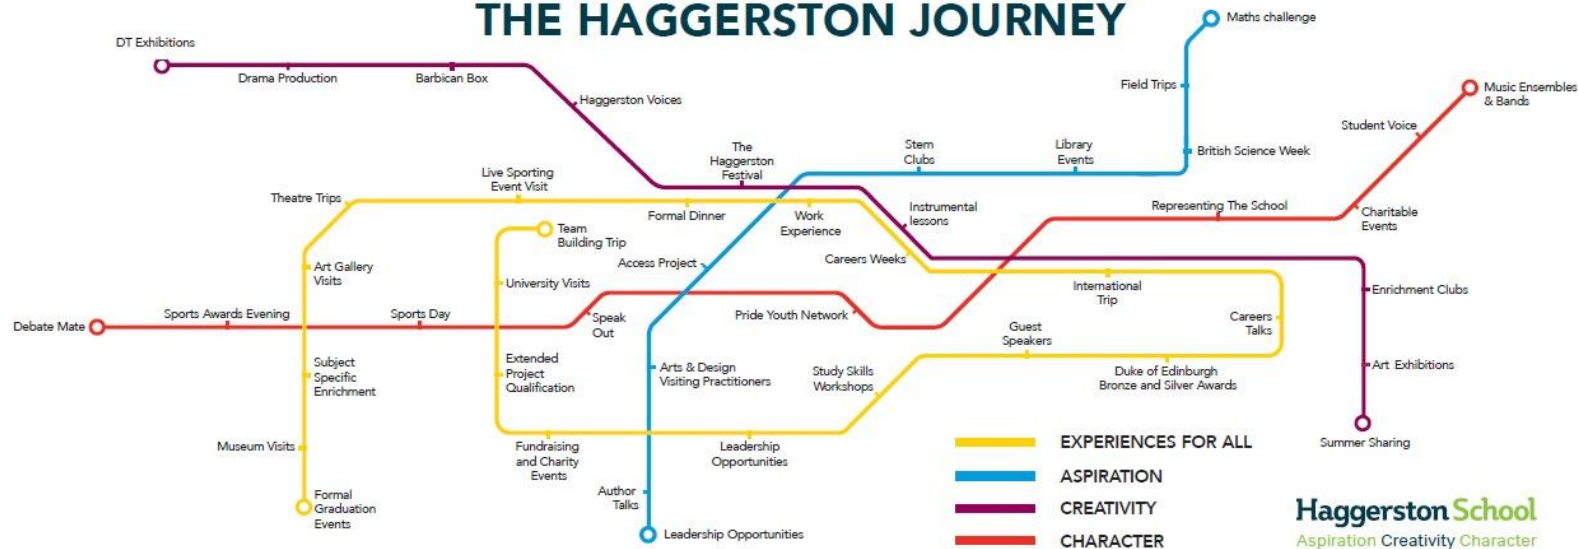 THE HAGGERSTON JOURNEY
Maths challenge
DT Exhibitions
Drama Production
Barbican Box
Field Trips
Music Ensembles
& Bands
Haggerston Voices
Student Voice
The
Haggerston
Festival
Stem
Clubs
Library
Events
British Science Week
Live Sporting
Event Visit
Theatre Trips
Formal Dinner
Work
Experience
Instrumental
lessons
Representing The School
Charitable
Events
Team
Building Trip
Art Gallery
Visits
University Visits
Access Project
Careers Weeks
International
Trip
Enrichment Clubs
Debate Mate
Sports Awards Evening
Sports Day
Speak
Out
Pride Youth Network
Guest
Speakers
Careers
Talks
Subject
Specific
Enrichment
Extended
Project
Qualification
Arts & Design
Visiting Practitioners
Study Skills
Workshops
Duke of Edinburgh
Bronze and Silver Awards
Art Exhibitions
Museum Visits
Fundraising
and Charity
Events
Leadership
Opportunities
Summer Sharing
Formal
Graduation
Events
Author
Talks
Leadership Opportunities
EXPERIENCES FOR ALL
ASPIRATION
CREATIVITY
CHARACTER
Haggerston School
Aspiration Creativity Character